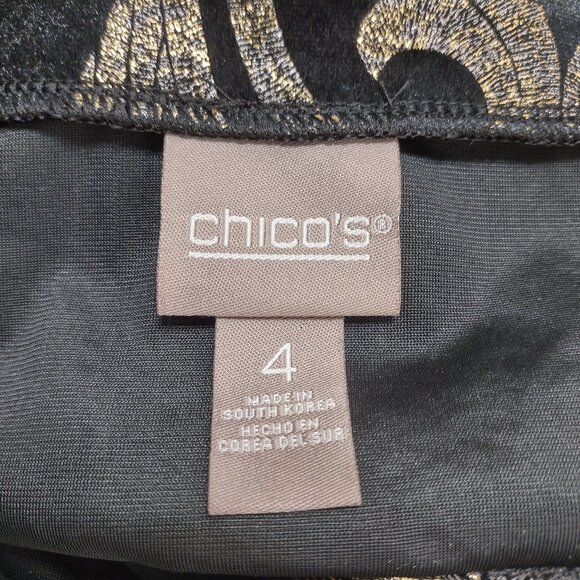 chico's®
4
MADE IN
SOUTH KOREA
HECHO EN
COREA DEL SUR